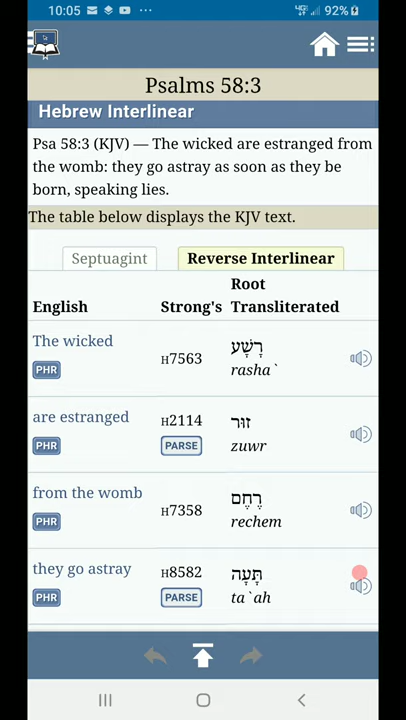 10:05 92%
Psalms 58:3
Hebrew Interlinear
Psa 58:3 (KJV) — The wicked are estranged from
the womb: they go astray as soon as they be
born, speaking lies.
The table below displays the KJV text.
Septuagint Reverse Interlinear
English Strong's Root Transliterated
The wicked H7563 רָשָׁע
PHR rasha`
are estranged H2114 זוּר
PHR PARSE zuwr
from the womb H7358 רֶחֶם
PHR rechem
they go astray H8582 תָּעָה
PHR PARSE ta`ah